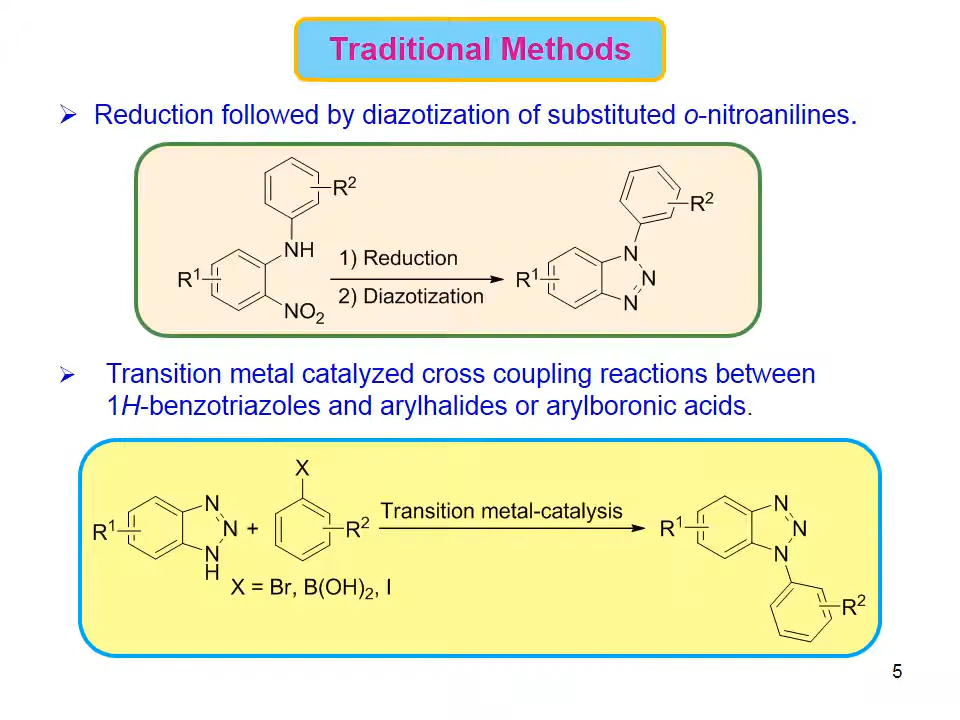 Traditional Methods
➢ Reduction followed by diazotization of substituted o-nitroanilines.
R²
NH
R¹
NO₂
1) Reduction
2) Diazotization
R²
N
R¹
N
N
➢ Transition metal catalyzed cross coupling reactions between
1H-benzotriazoles and arylhalides or arylboronic acids.
X
N
R¹
N
+
R²
N
H
X = Br, B(OH)₂, I
Transition metal-catalysis
N
R¹
N
N
R²
5